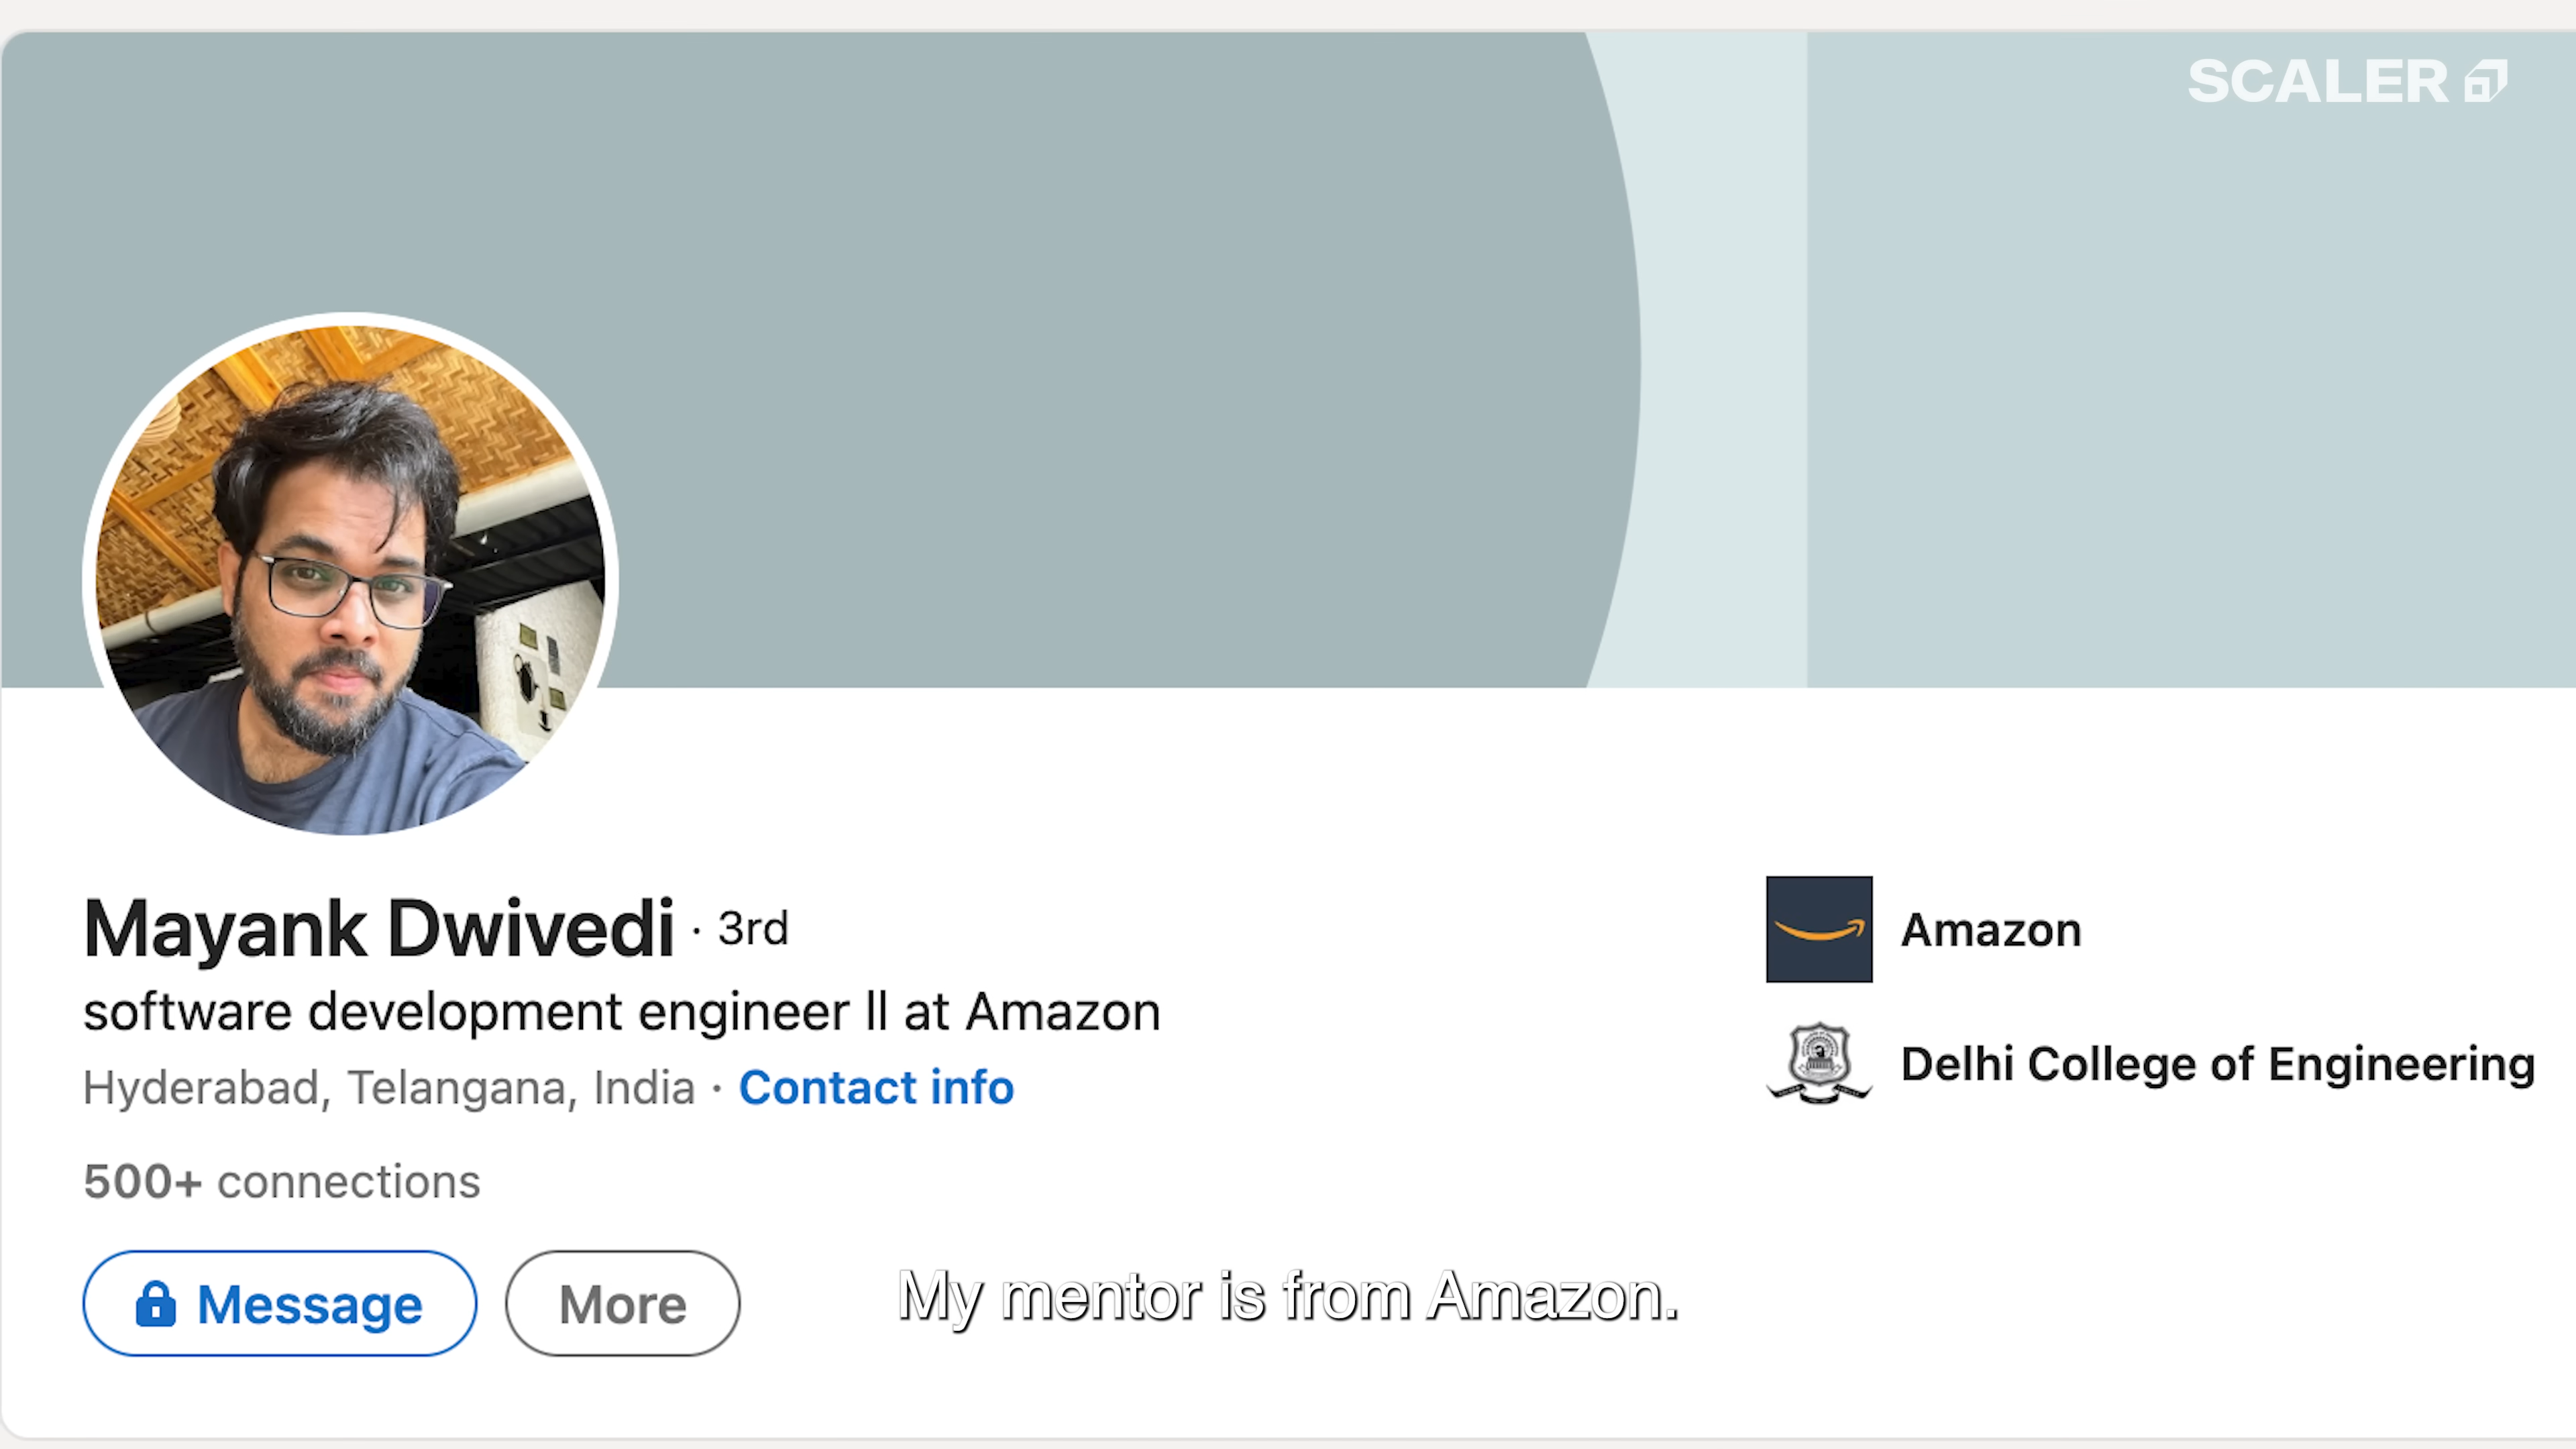 SCALER
Mayank Dwivedi · 3rd
software development engineer ll at Amazon
Hyderabad, Telangana, India · Contact info
500+ connections
Message
More
Amazon
Delhi College of Engineering
My mentor is from Amazon.